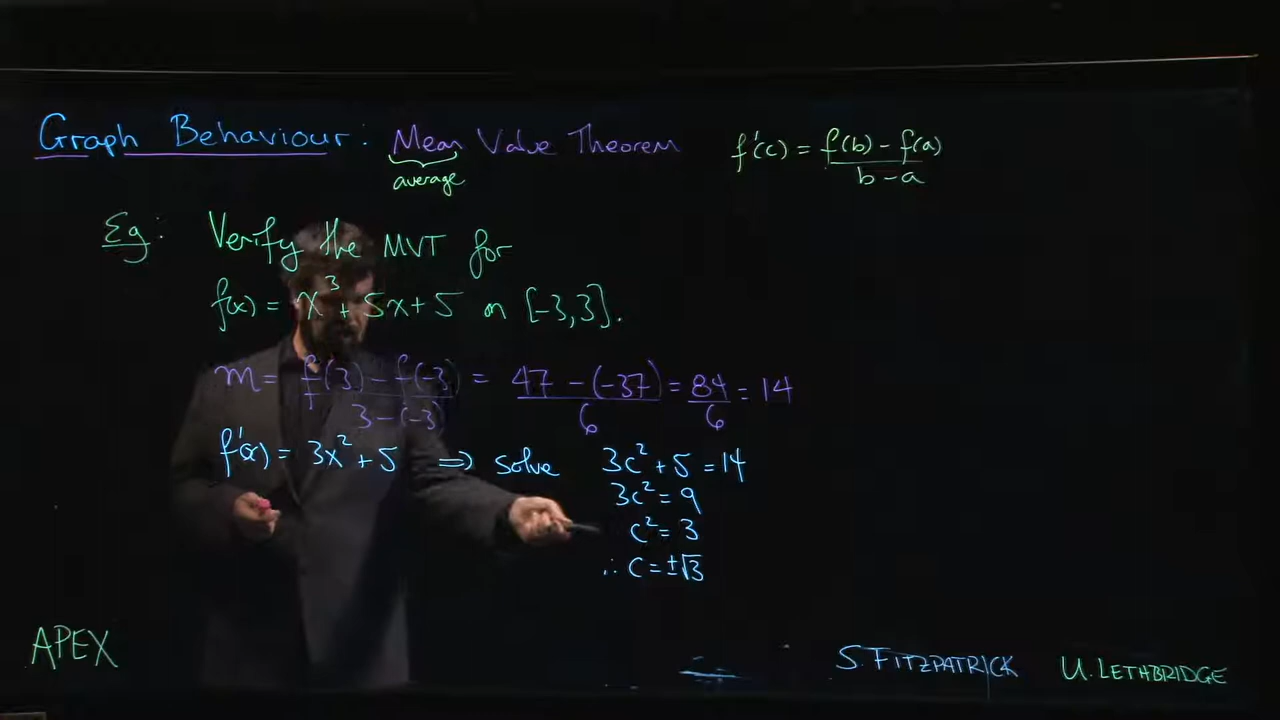 Graph Behaviour: Mean Value Theorem f'(c) = f(b) - f(a) / b - a
average
Eg: Verify the MVT for
f(x) = x³ + 5x + 5 on [-3,3].
m = f(3) - f(-3) / 3 - (-3) = 47 - (-37) / 6 = 84 / 6 = 14
f'(x) = 3x² + 5 ⇒ solve 3c² + 5 = 14
3c² = 9
c² = 3
∴ c = ±√3
APEX
S. FITZPATRICK U. LETHBRIDGE